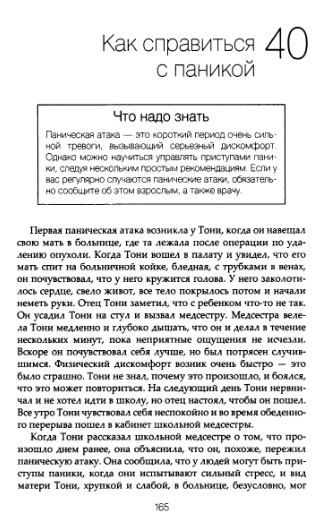 Как справиться 40
с паникой
Что надо знать
Паническая атака — это короткий период очень силь-
ной тревоги, вызывающий серьезный дискомфорт.
Однако можно научиться управлять приступами пани-
ки, следуя нескольким простым рекомендациям. Если у
вас регулярно случаются панические атаки, обязатель-
но сообщите об этом взрослым, а также врачу.
Первая паническая атака возникла у Тони, когда он навещал
свою мать в больнице, где та лежала после операции по уда-
лению опухоли. Когда Тони вошел в палату и увидел, что его
мать спит на больничной койке, бледная, с трубками в венах,
он почувствовал, что у него кружится голова. У него заколоти-
лось сердце, свело живот, все тело покрылось потом и начали
неметь руки. Отец Тони заметил, что с ребенком что-то не так.
Он усадил Тони на стул и вызвал медсестру. Медсестра веле-
ла Тони медленно и глубоко дышать, что он и делал в течение
нескольких минут, пока неприятные ощущения не исчезли.
Вскоре он почувствовал себя лучше, но был потрясен случив-
шимся. Физический дискомфорт возник очень быстро — это
было страшно. Тони не знал, почему это произошло, и боялся,
что это может повториться. На следующий день Тони нервни-
чал и не хотел идти в школу, но отец настоял, чтобы он пошел.
Все утро Тони чувствовал себя неспокойно и во время обеденно-
го перерыва пошел в кабинет школьной медсестры.
Когда Тони рассказал школьной медсестре о том, что про-
изошло днем ранее, она объяснила, что он, похоже, пережил
паническую атаку. Она сообщила, что у людей могут быть при-
ступы паники, когда они испытывают сильный стресс, и вид
матери Тони, хрупкой и слабой, в больнице, безусловно, мог
165